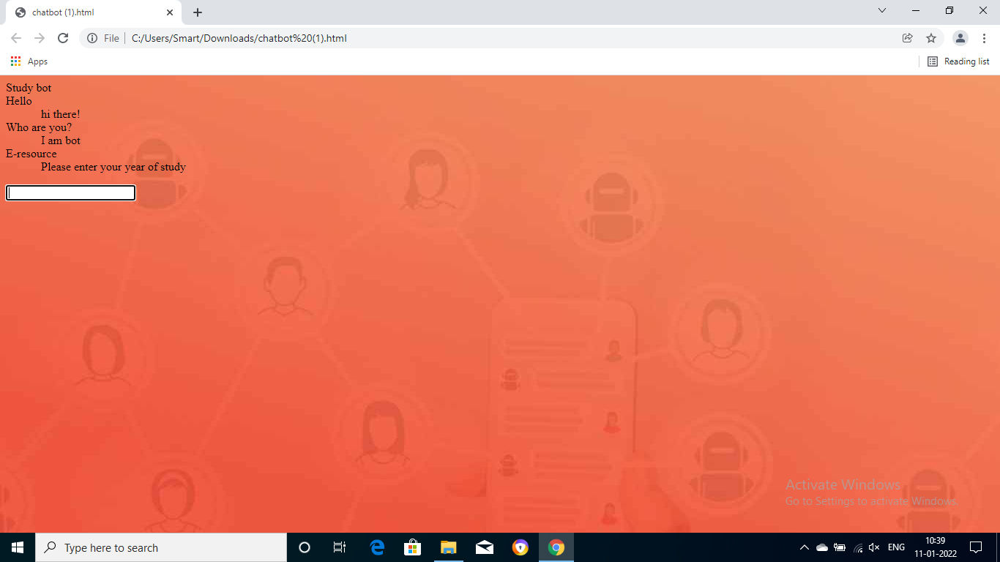 chatbot (1).html
File
C:/Users/Smart/Downloads/chatbot%20(1).html
Apps
Reading list
Study bot
Hello
hi there!
Who are you?
I am bot
E-resource
Please enter your year of study
Activate Windows
Go to Settings to activate Windows.
Type here to search
ENG
10:39
11-01-2022